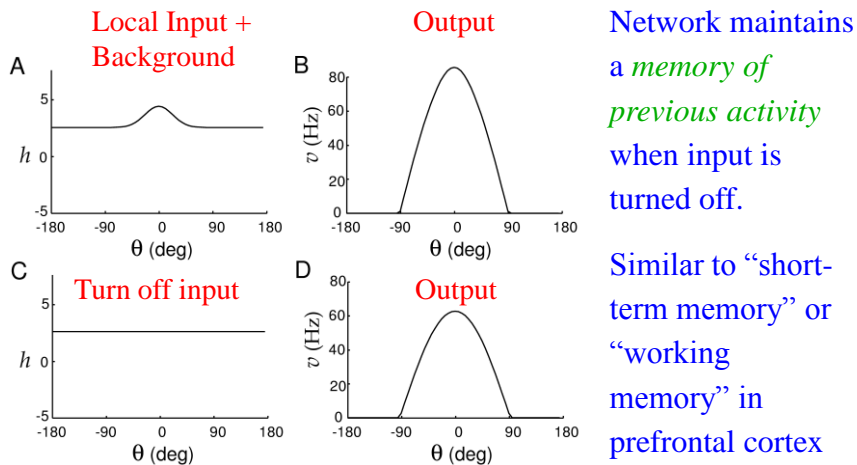 Local Input +
Background
Output
A
5
0
-5
h
-180 -90 0 90 180
θ (deg)
B
80
60
40
20
0
v (Hz)
-180 -90 0 90 180
θ (deg)
Network maintains
a memory of
previous activity
when input is
turned off.
C
Turn off input
5
0
-5
h
-180 -90 0 90 180
θ (deg)
D
Output
80
60
40
20
0
v (Hz)
-180 -90 0 90 180
θ (deg)
Similar to “short-
term memory” or
“working
memory” in
prefrontal cortex